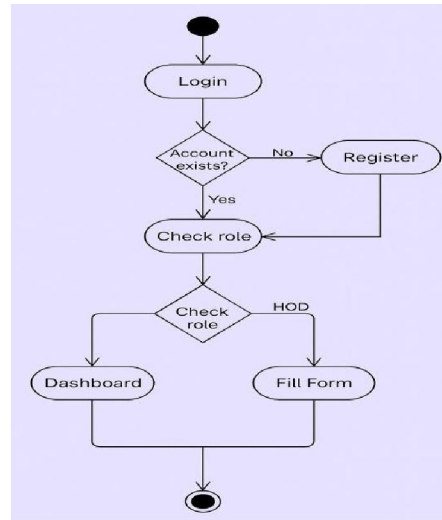 Login
Account
exists?
No
Register
Yes
Check role
Check
role
HOD
Dashboard
Fill Form